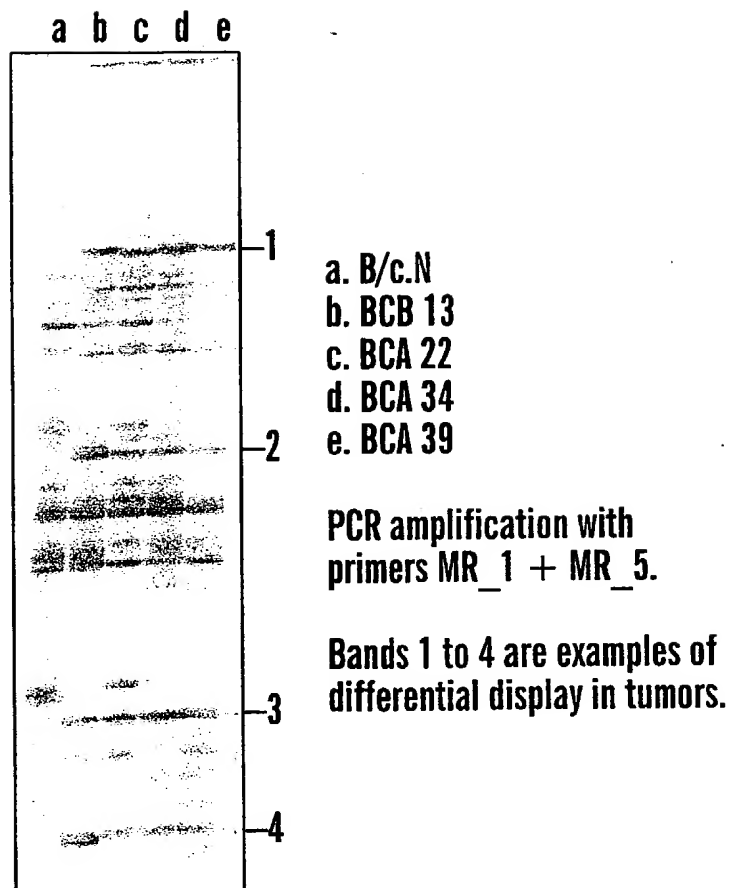 a b c d e
1
2
3
4
a. B/c.N
b. BCB 13
c. BCA 22
d. BCA 34
e. BCA 39
PCR amplification with
primers MR_1 + MR_5.
Bands 1 to 4 are examples of
differential display in tumors.